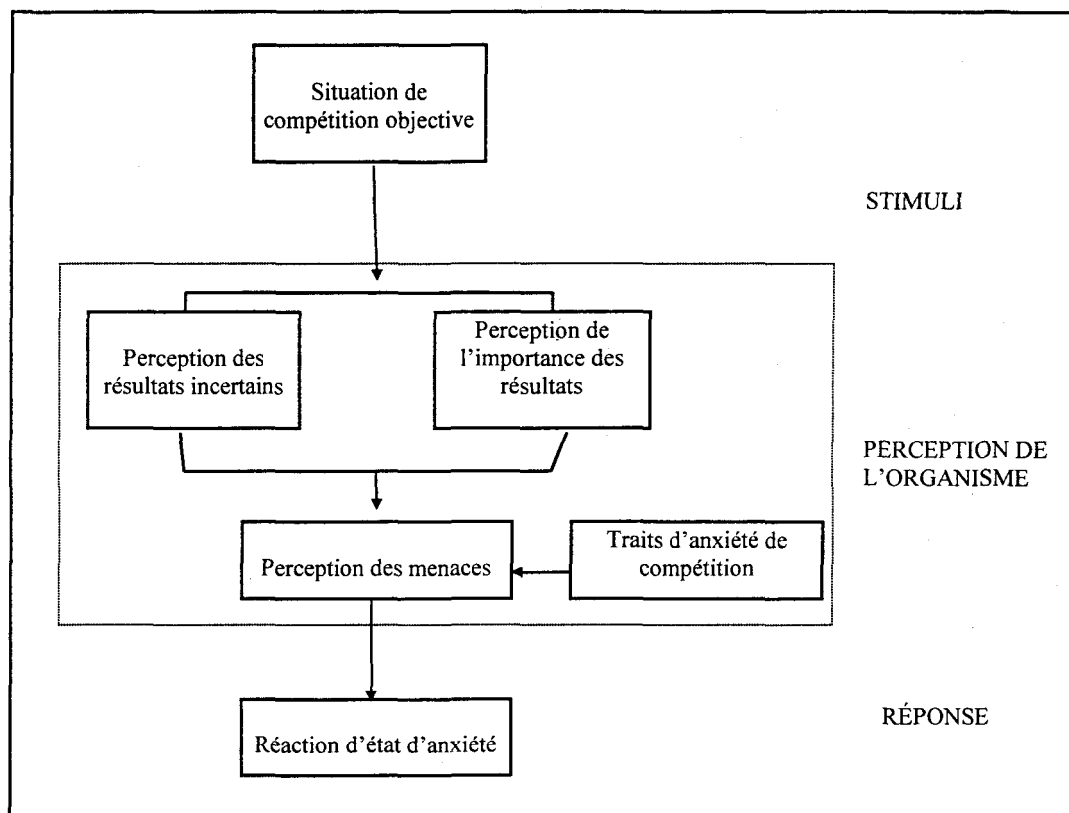 Situation de
compétition objective
STIMULI
Perception des
résultats incertains
Perception de
l'importance des
résultats
PERCEPTION DE
L'ORGANISME
Perception des menaces
Traits d'anxiété de
compétition
RÉPONSE
Réaction d'état d'anxiété